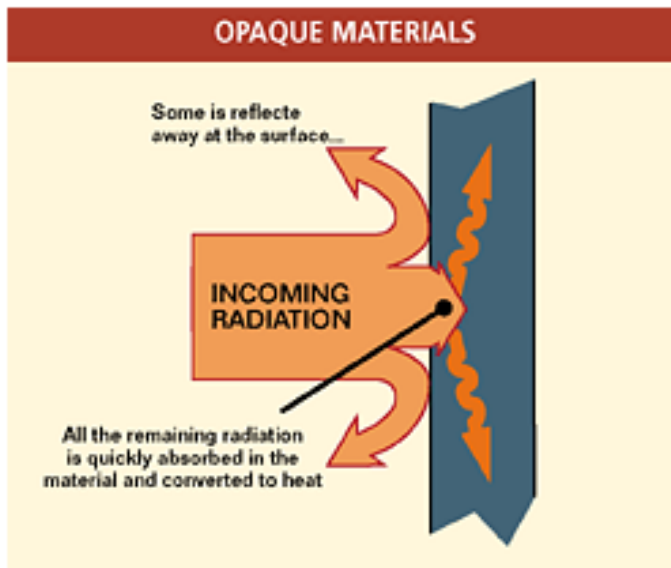 OPAQUE MATERIALS
Some is reflecte
away at the surface...
INCOMING
RADIATION
All the remaining radiation
is quickly absorbed in the
material and converted to heat